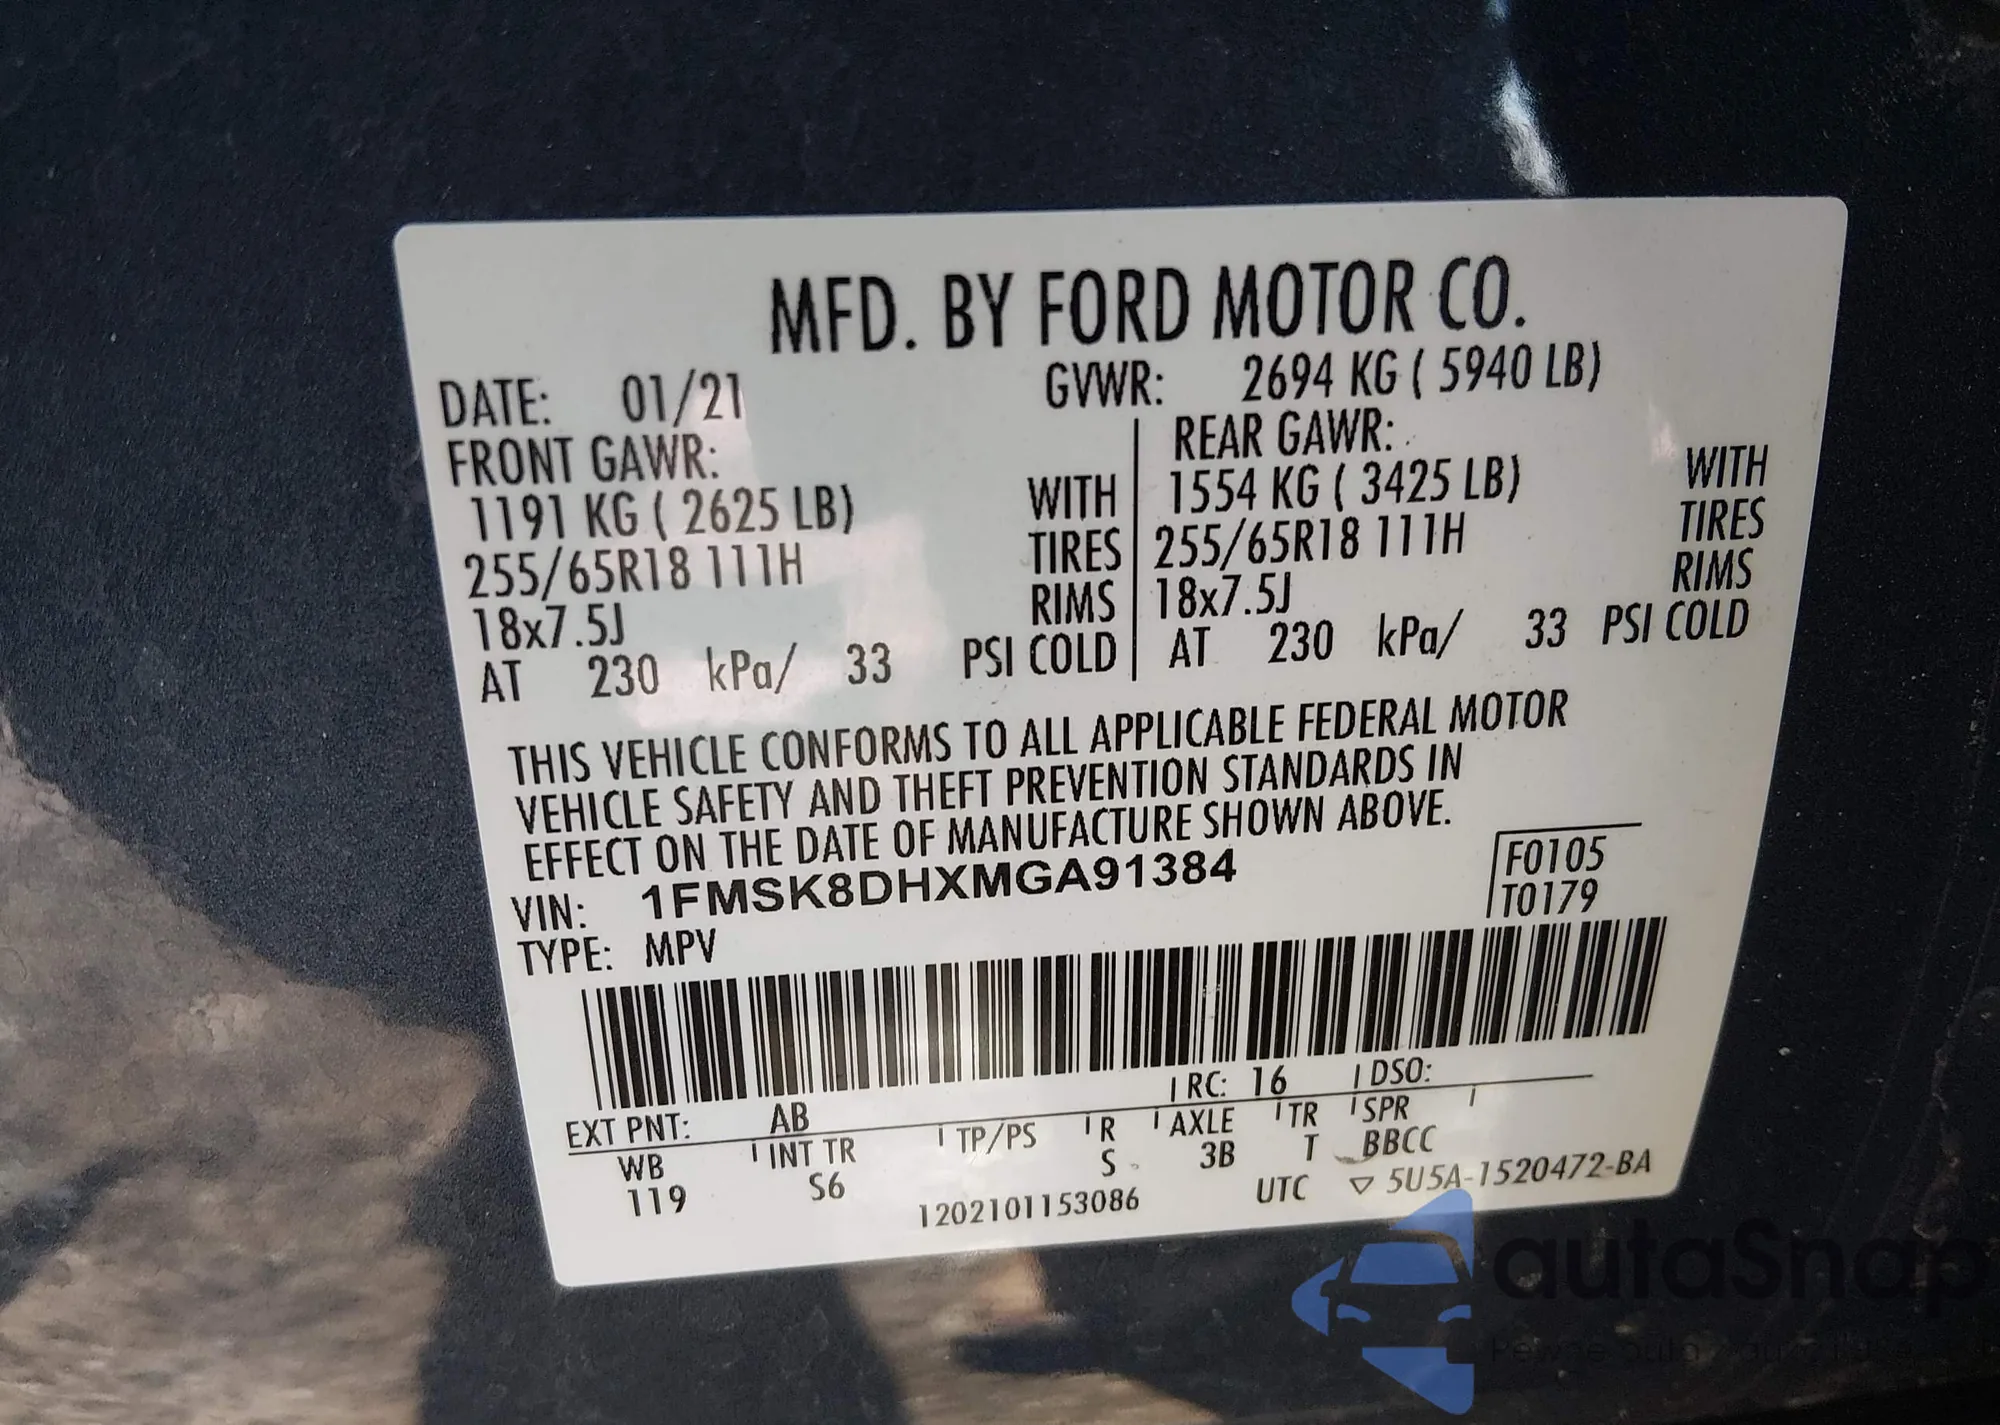 MFD. BY FORD MOTOR CO.
DATE: 01/21 GVWR: 2694 KG ( 5940 LB)
FRONT GAWR: REAR GAWR:
1191 KG ( 2625 LB) WITH 1554 KG ( 3425 LB) WITH
255/65R18 111H TIRES 255/65R18 111H TIRES
18x7.5J RIMS 18x7.5J RIMS
AT 230 kPa/ 33 PSI COLD AT 230 kPa/ 33 PSI COLD
THIS VEHICLE CONFORMS TO ALL APPLICABLE FEDERAL MOTOR
VEHICLE SAFETY AND THEFT PREVENTION STANDARDS IN
EFFECT ON THE DATE OF MANUFACTURE SHOWN ABOVE.
VIN: 1FMSK8DHXMGA91384 F0105
TYPE: MPV T0179
EXT PNT: AB RC: 16 DSO:
WB INT TR TP/PS R AXLE TR SPR
119 S6 S 3B T BBCC
1202101153086 UTC ▽ 5U5A-1520472-BA
autaSnap